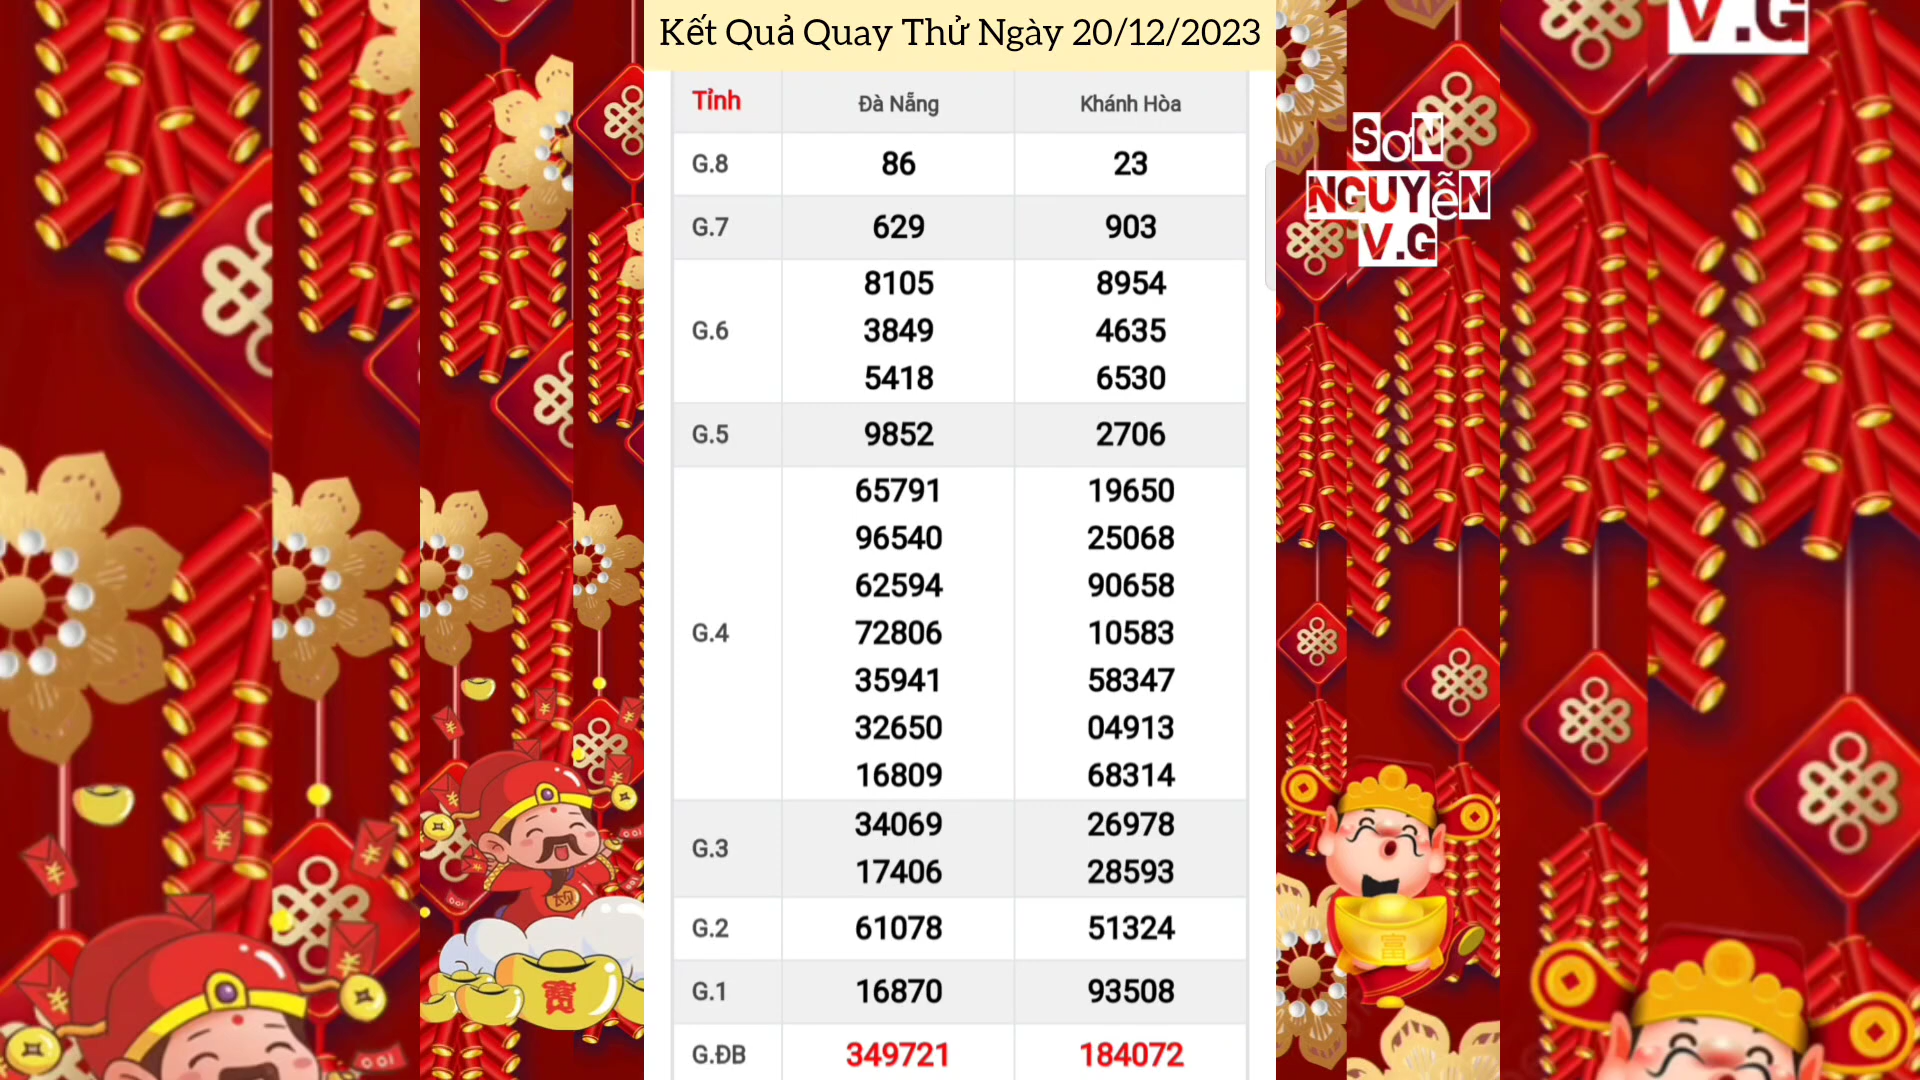 Kết Quả Quay Thử Ngày 20/12/2023
V.G
SơN
NGUYễN
V.G
Tỉnh Đà Nẵng Khánh Hòa
G.8 86 23
G.7 629 903
G.6 8105 8954
3849 4635
5418 6530
G.5 9852 2706
G.4 65791 19650
96540 25068
62594 90658
72806 10583
35941 58347
32650 04913
16809 68314
G.3 34069 26978
17406 28593
G.2 61078 51324
G.1 16870 93508
G.ĐB 349721 184072
富